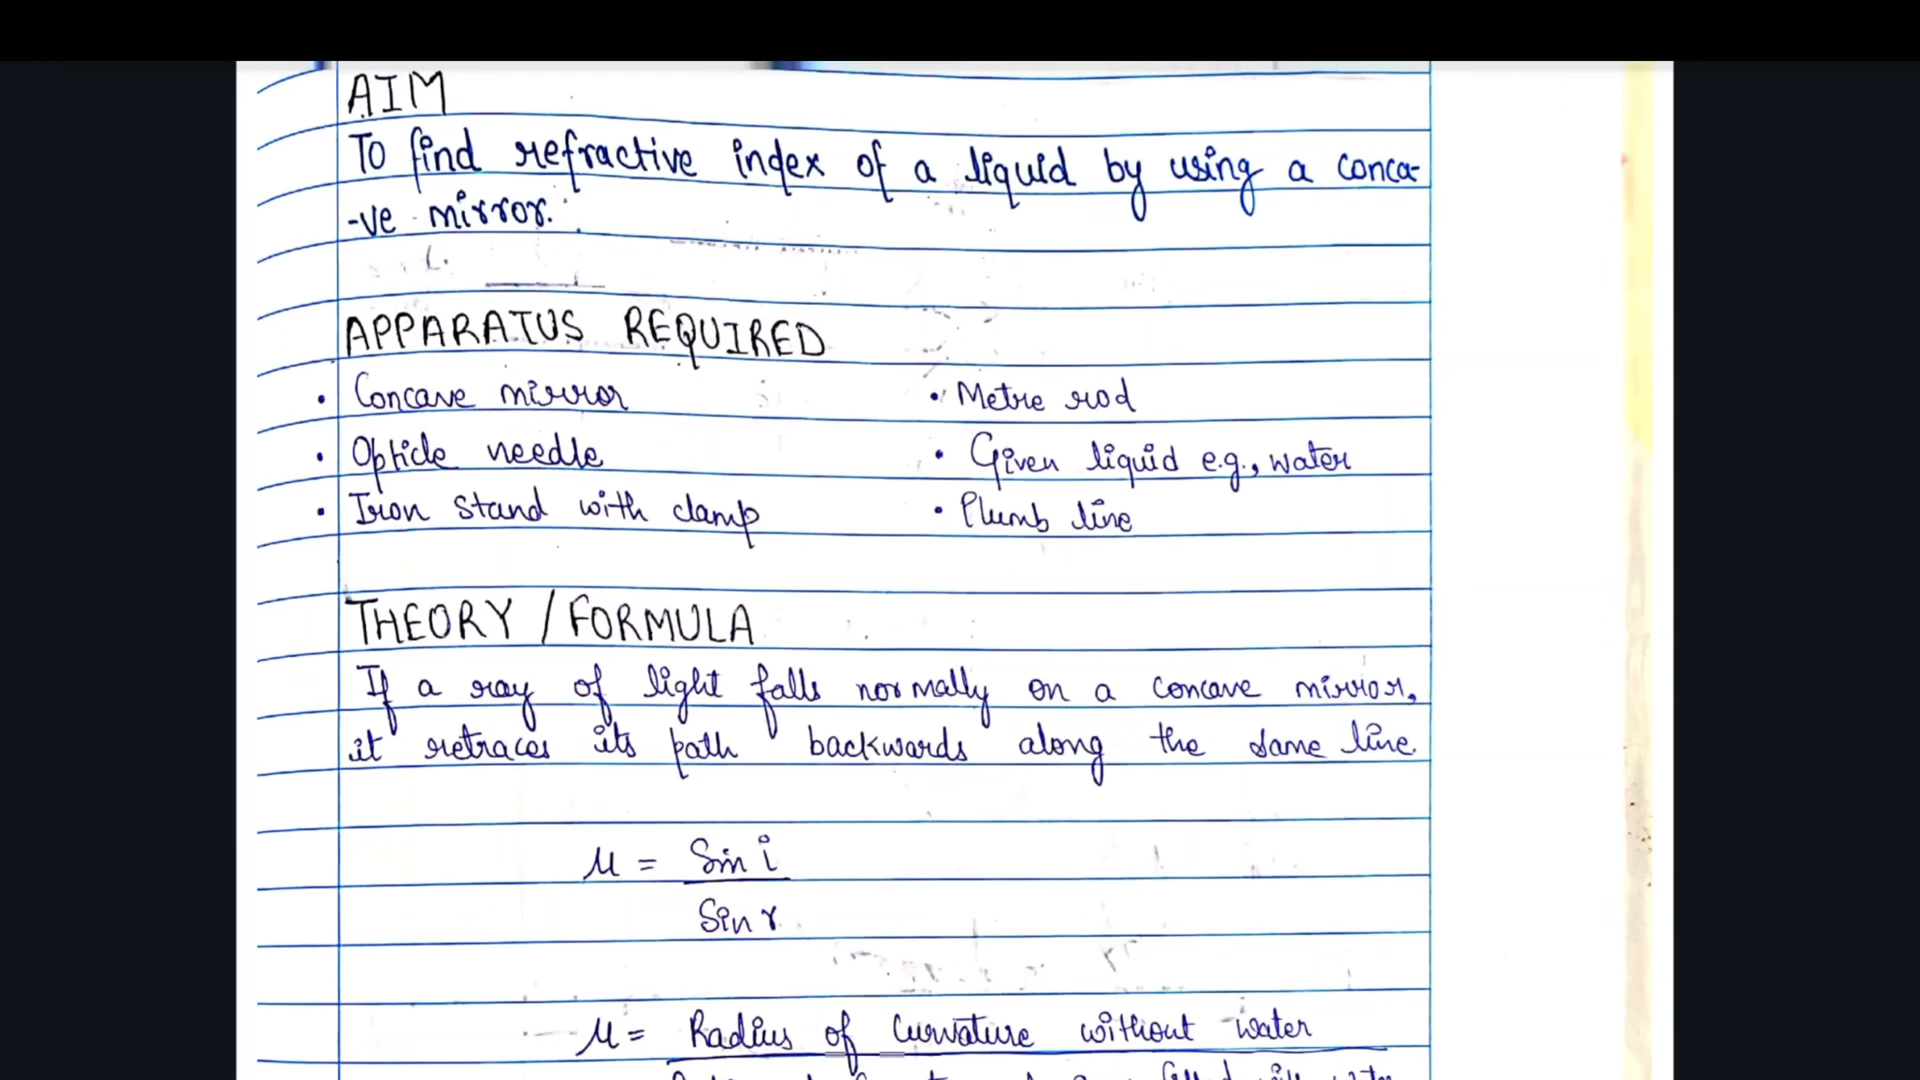 AIM
To find refractive index of a liquid by using a conca-
-ve mirror.
APPARATUS REQUIRED
• Concave mirror • Metre rod
• Opticle needle • Given liquid e.g., water
• Iron stand with clamp • Plumb line
THEORY / FORMULA
If a ray of light falls normally on a concave mirror,
it retraces its path backwards along the same line.
μ = Sin i
Sin r
μ = Radius of Curvature without water